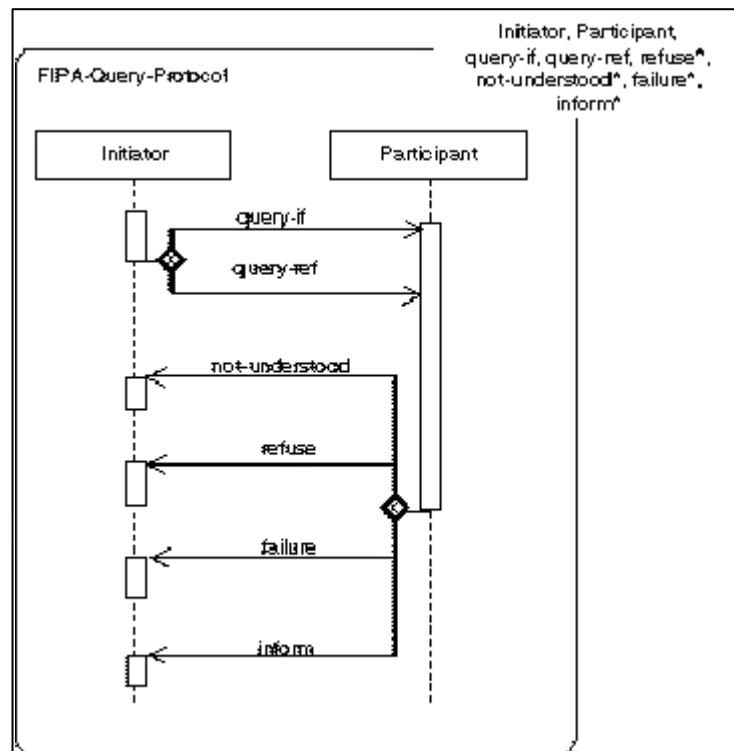 Initiator, Participant,
query-if, query-ref, refuse*,
not-understood*, failure*,
inform*
FIPA-Query-Protocol
Initiator
Participant
query-if
query-ref
not-understood
refuse
failure
inform